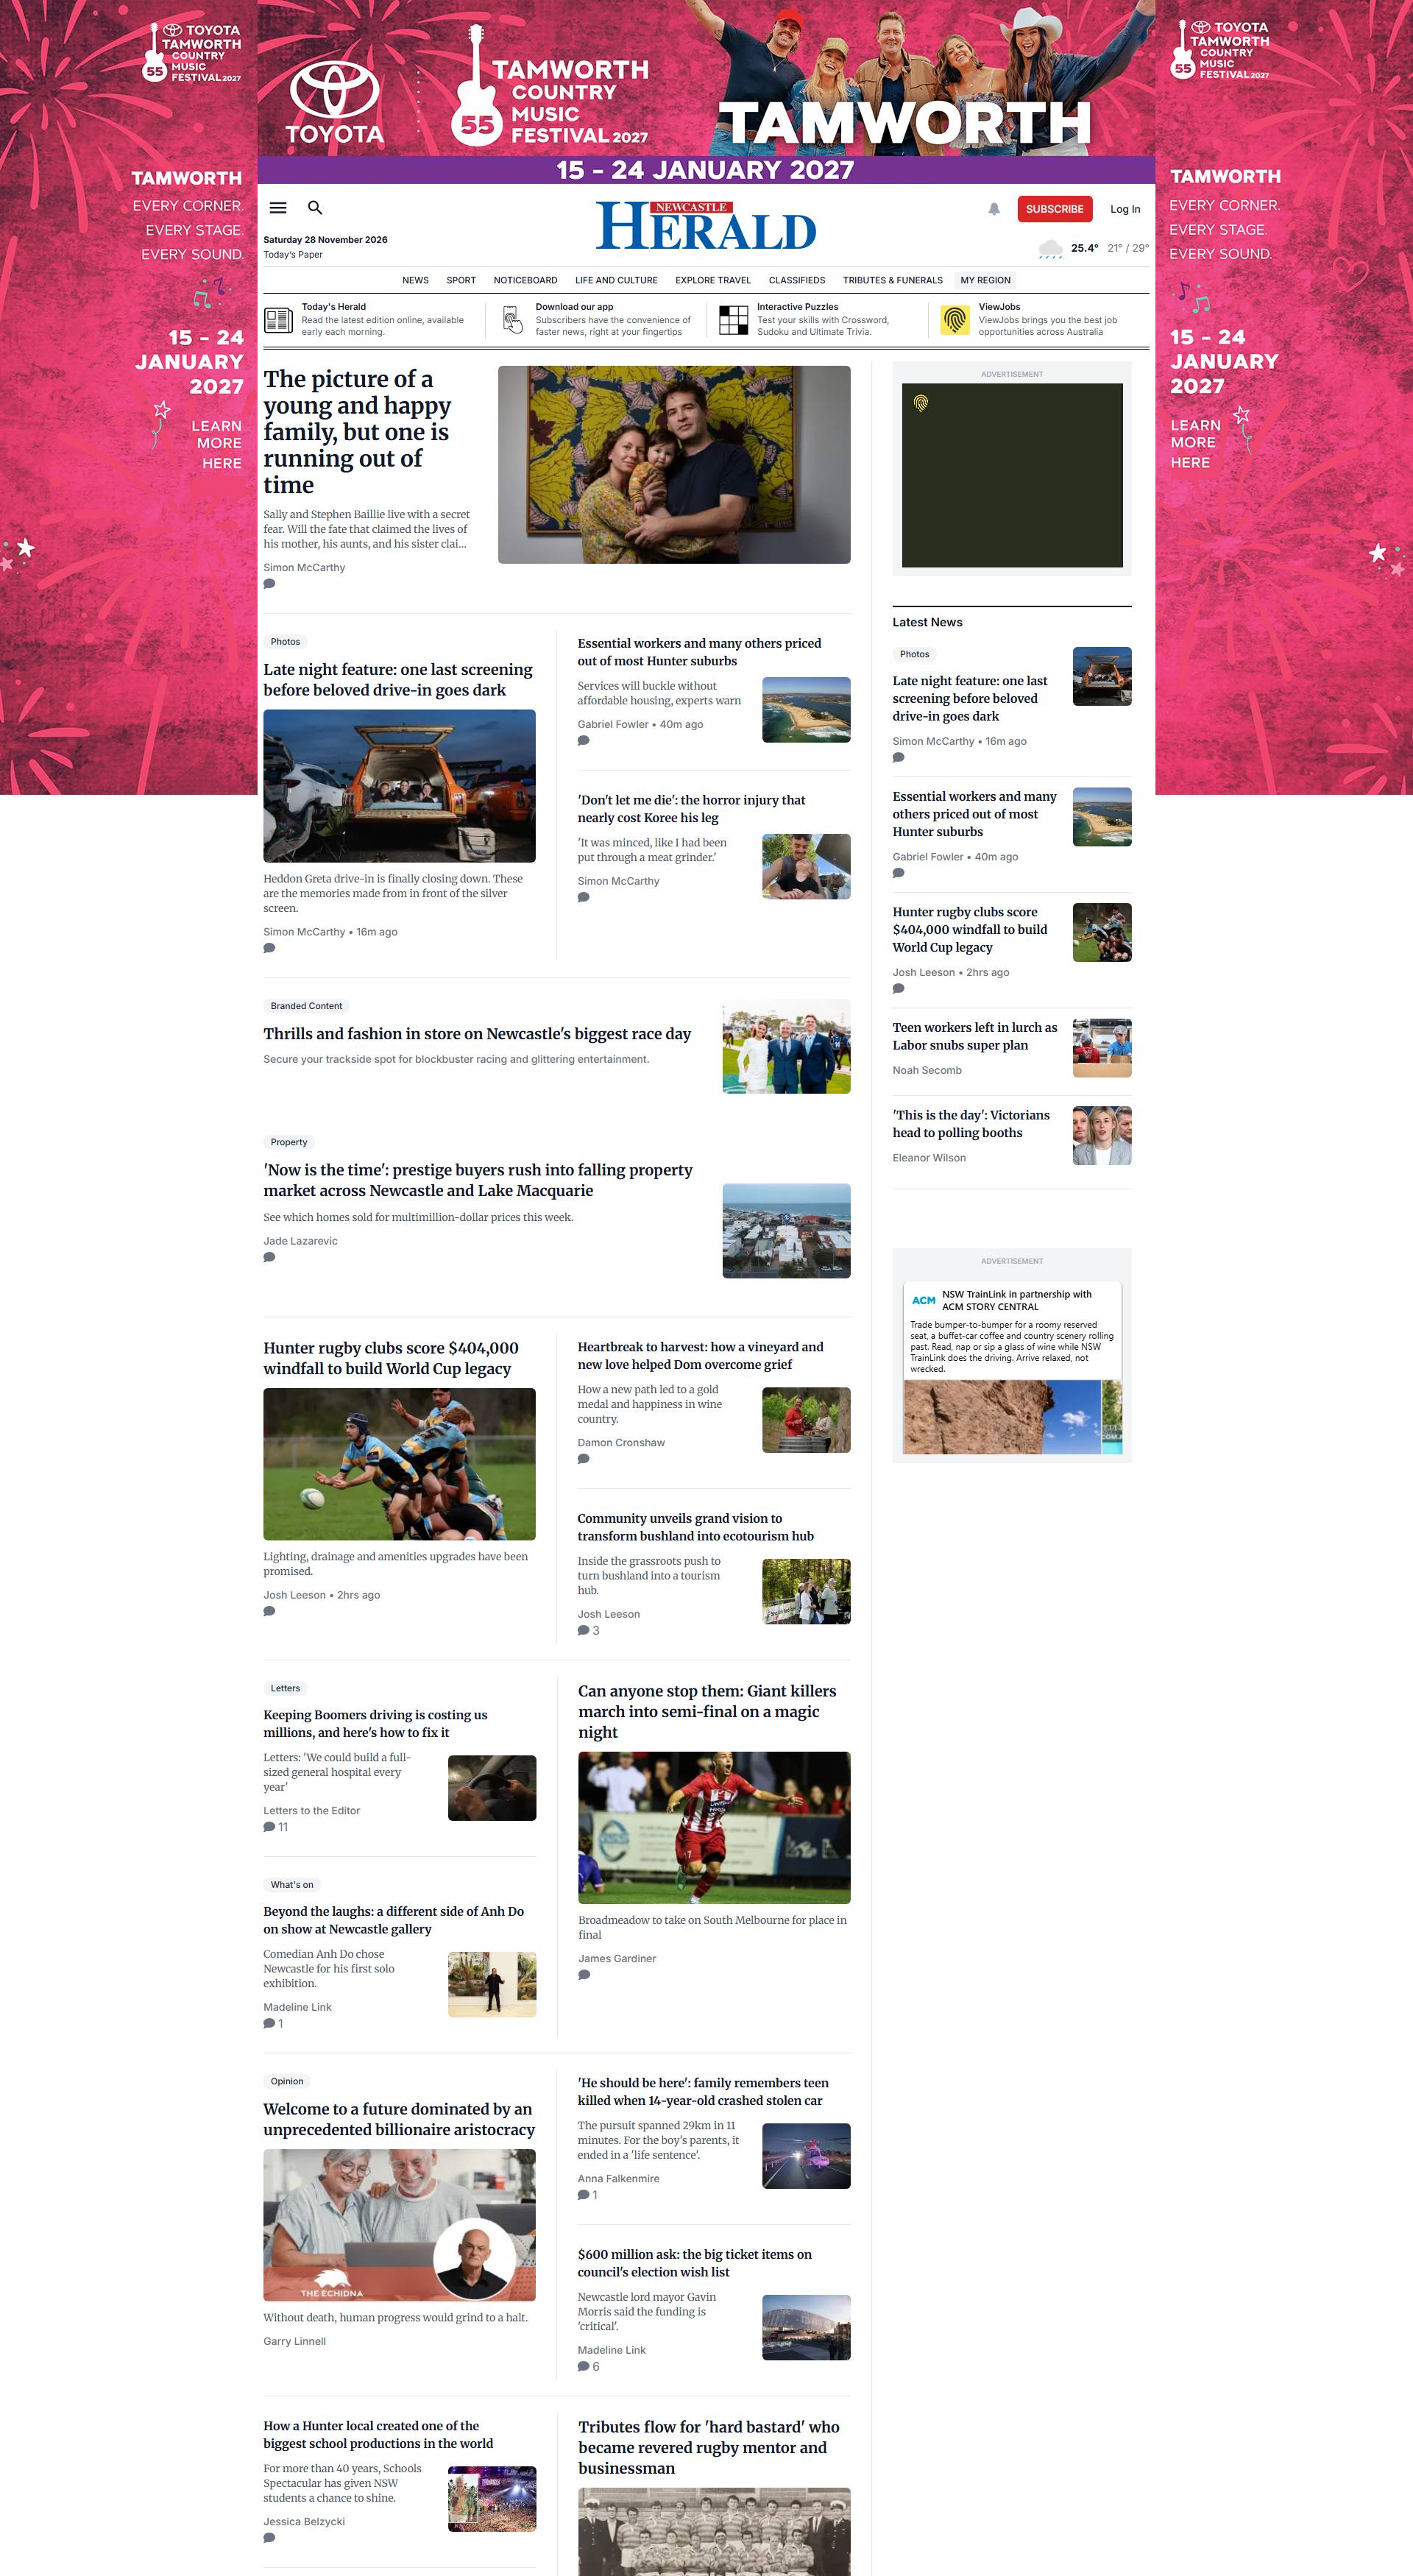 TOYOTA
TAMWORTH
COUNTRY
MUSIC
FESTIVAL 2027
55
TAMWORTH
EVERY CORNER.
EVERY STAGE.
EVERY SOUND.
15 - 24
JANUARY
2027
LEARN
MORE
HERE
TOYOTA
55
TAMWORTH
COUNTRY
MUSIC
FESTIVAL 2027
TAMWORTH
15 - 24 JANUARY 2027
TOYOTA
TAMWORTH
COUNTRY
MUSIC
FESTIVAL 2027
55
TAMWORTH
EVERY CORNER.
EVERY STAGE.
EVERY SOUND.
15 - 24
JANUARY
2027
LEARN
MORE
HERE
NEWCASTLE
HERALD
SUBSCRIBE
Log In
Saturday 28 November 2026
Today's Paper
25.4° 21° / 29°
NEWS SPORT NOTICEBOARD LIFE AND CULTURE EXPLORE TRAVEL CLASSIFIEDS TRIBUTES & FUNERALS MY REGION
Today's Herald
Read the latest edition online, available
early each morning.
Download our app
Subscribers have the convenience of
faster news, right at your fingertips
Interactive Puzzles
Test your skills with Crossword,
Sudoku and Ultimate Trivia.
ViewJobs
ViewJobs brings you the best job
opportunities across Australia
The picture of a
young and happy
family, but one is
running out of
time
Sally and Stephen Baillie live with a secret
fear. Will the fate that claimed the lives of
his mother, his aunts, and his sister clai...
Simon McCarthy
Photos
Late night feature: one last screening
before beloved drive-in goes dark
Heddon Greta drive-in is finally closing down. These
are the memories made from in front of the silver
screen.
Simon McCarthy • 16m ago
Essential workers and many others priced
out of most Hunter suburbs
Services will buckle without
affordable housing, experts warn
Gabriel Fowler • 40m ago
'Don't let me die': the horror injury that
nearly cost Koree his leg
'It was minced, like I had been
put through a meat grinder.'
Simon McCarthy
Branded Content
Thrills and fashion in store on Newcastle's biggest race day
Secure your trackside spot for blockbuster racing and glittering entertainment.
Property
'Now is the time': prestige buyers rush into falling property
market across Newcastle and Lake Macquarie
See which homes sold for multimillion-dollar prices this week.
Jade Lazarevic
Hunter rugby clubs score $404,000
windfall to build World Cup legacy
Lighting, drainage and amenities upgrades have been
promised.
Josh Leeson • 2hrs ago
Heartbreak to harvest: how a vineyard and
new love helped Dom overcome grief
How a new path led to a gold
medal and happiness in wine
country.
Damon Cronshaw
Community unveils grand vision to
transform bushland into ecotourism hub
Inside the grassroots push to
turn bushland into a tourism
hub.
Josh Leeson
3
Letters
Keeping Boomers driving is costing us
millions, and here's how to fix it
Letters: 'We could build a full-
sized general hospital every
year'
Letters to the Editor
11
What's on
Beyond the laughs: a different side of Anh Do
on show at Newcastle gallery
Comedian Anh Do chose
Newcastle for his first solo
exhibition.
Madeline Link
1
Can anyone stop them: Giant killers
march into semi-final on a magic
night
Broadmeadow to take on South Melbourne for place in
final
James Gardiner
Opinion
Welcome to a future dominated by an
unprecedented billionaire aristocracy
THE ECHIDNA
Without death, human progress would grind to a halt.
Garry Linnell
'He should be here': family remembers teen
killed when 14-year-old crashed stolen car
The pursuit spanned 29km in 11
minutes. For the boy's parents, it
ended in a 'life sentence'.
Anna Falkenmire
1
$600 million ask: the big ticket items on
council's election wish list
Newcastle lord mayor Gavin
Morris said the funding is
'critical'.
Madeline Link
6
How a Hunter local created one of the
biggest school productions in the world
For more than 40 years, Schools
Spectacular has given NSW
students a chance to shine.
Jessica Belzycki
Tributes flow for 'hard bastard' who
became revered rugby mentor and
businessman
ADVERTISEMENT
Latest News
Photos
Late night feature: one last
screening before beloved
drive-in goes dark
Simon McCarthy • 16m ago
Essential workers and many
others priced out of most
Hunter suburbs
Gabriel Fowler • 40m ago
Hunter rugby clubs score
$404,000 windfall to build
World Cup legacy
Josh Leeson • 2hrs ago
Teen workers left in lurch as
Labor snubs super plan
Noah Secomb
'This is the day': Victorians
head to polling booths
Eleanor Wilson
ADVERTISEMENT
ACM
NSW TrainLink in partnership with
ACM STORY CENTRAL
Trade bumper-to-bumper for a roomy reserved
seat, a buffet-car coffee and country scenery rolling
past. Read, nap or sip a glass of wine while NSW
TrainLink does the driving. Arrive relaxed, not
wrecked.